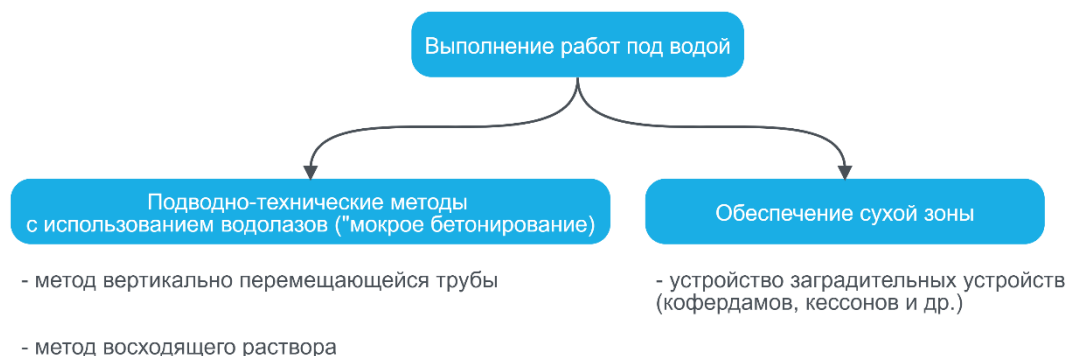 Выполнение работ под водой
Подводно-технические методы
с использованием водолазов ("мокрое бетонирование)
Обеспечение сухой зоны
- метод вертикально перемещающейся трубы
- метод восходящего раствора
- устройство заградительных устройств
(кофердамов, кессонов и др.)